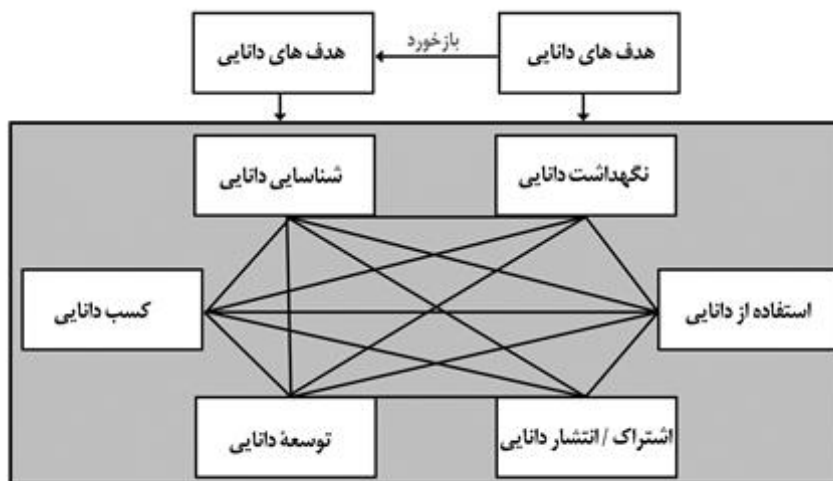 هدف های دانایی
بازخورد
هدف های دانایی
نگهداشت دانایی
شناسایی دانایی
استفاده از دانایی
کسب دانایی
اشتراک / انتشار دانایی
توسعۀ دانایی